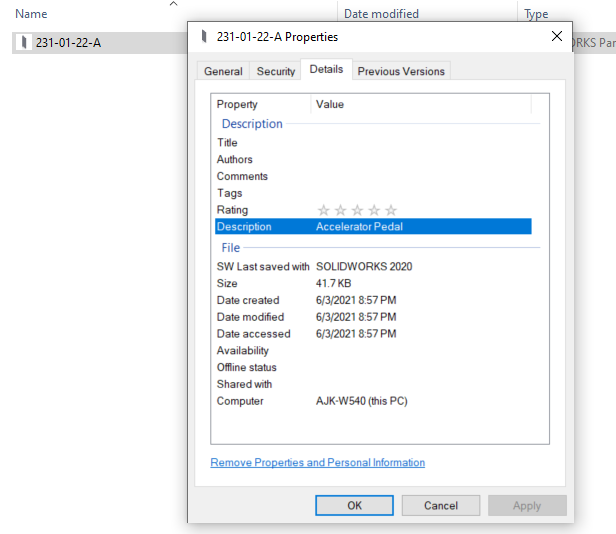 Name Date modified Type
231-01-22-A
231-01-22-A Properties
RKS Par
General Security Details Previous Versions
Property Value
Description
Title
Authors
Comments
Tags
Rating
Description Accelerator Pedal
File
SW Last saved with SOLIDWORKS 2020
Size 41.7 KB
Date created 6/3/2021 8:57 PM
Date modified 6/3/2021 8:57 PM
Date accessed 6/3/2021 8:57 PM
Availability
Offline status
Shared with
Computer AJK-W540 (this PC)
Remove Properties and Personal Information
OK Cancel Apply